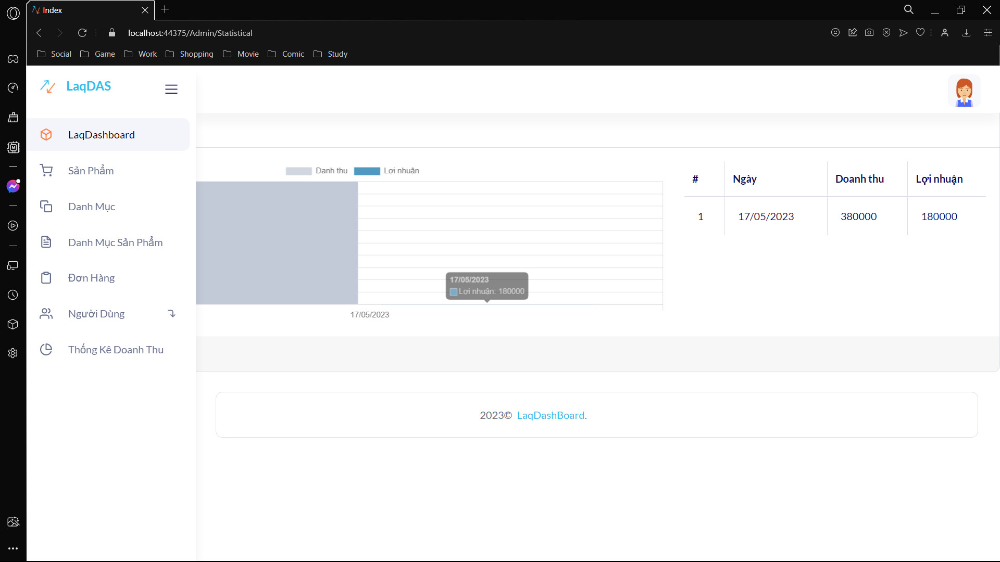 Index
localhost:44375/Admin/Statistical
Social Game Work Shopping Movie Comic Study
LaqDAS
LaqDashboard
Sản Phẩm
Danh Mục
Danh Mục Sản Phẩm
Đơn Hàng
Người Dùng
Thống Kê Doanh Thu
Danh thu Lợi nhuận
17/05/2023
Lợi nhuận: 180000
17/05/2023
# Ngày Doanh thu Lợi nhuận
1 17/05/2023 380000 180000
2023© LaqDashBoard.